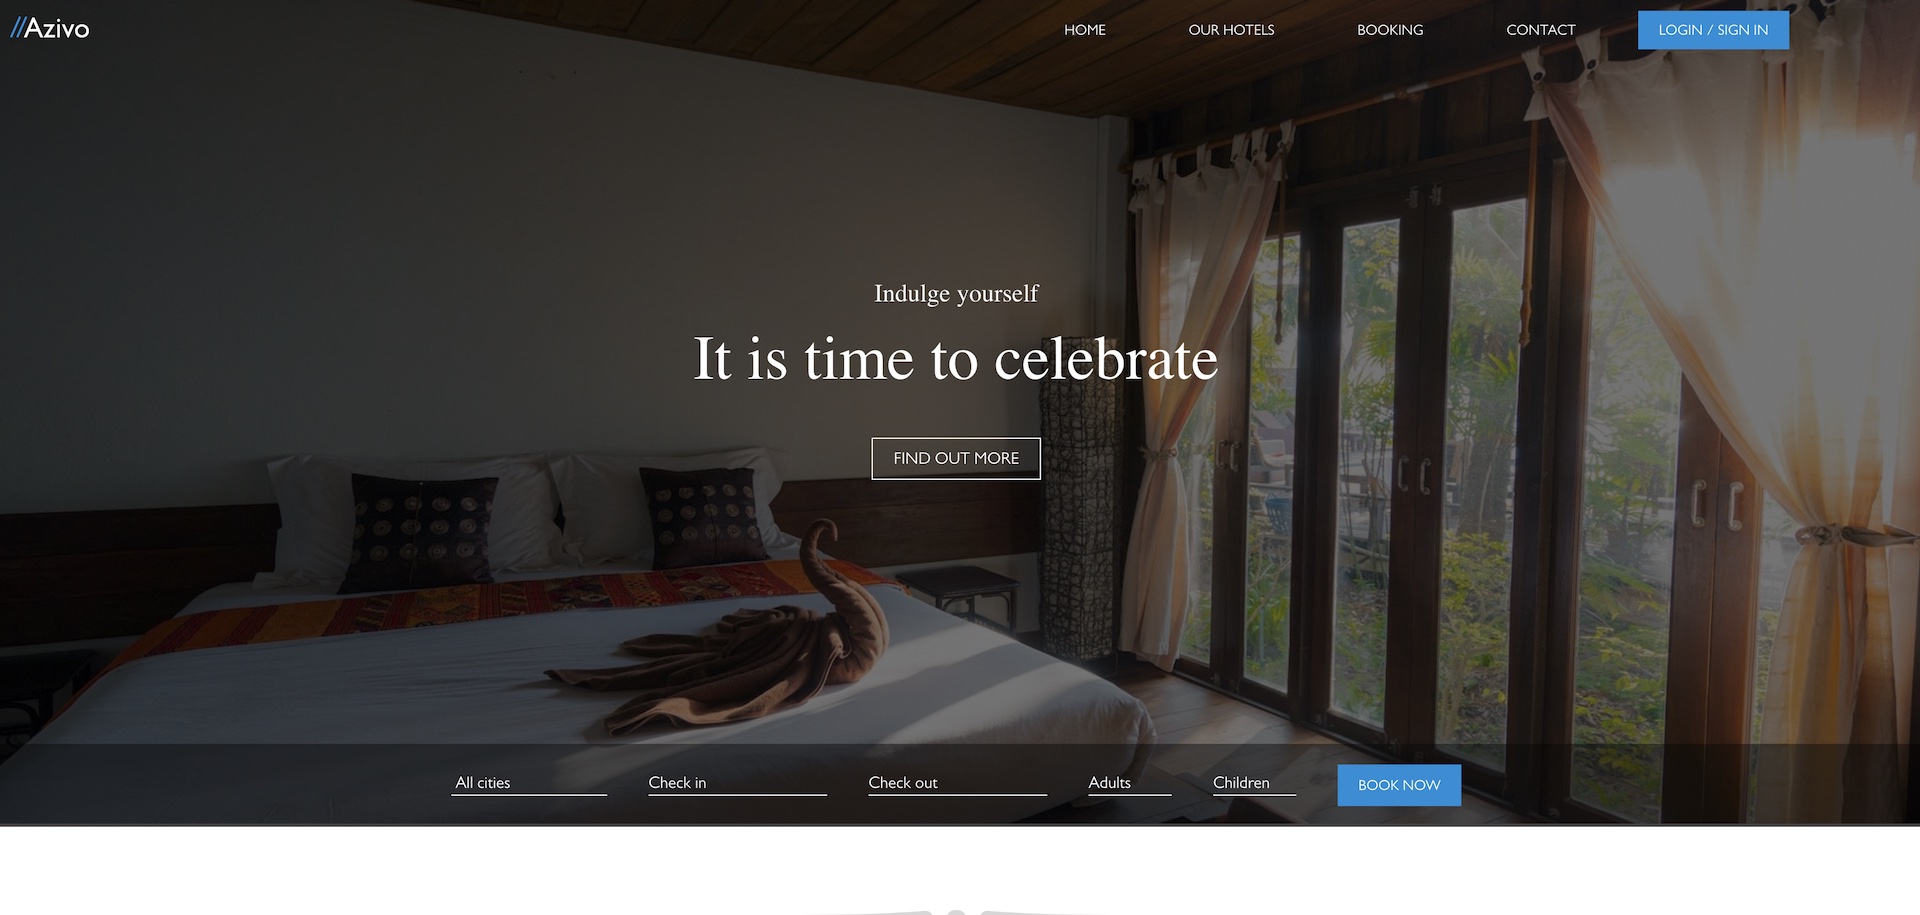 //Azivo
HOME
OUR HOTELS
BOOKING
CONTACT
LOGIN / SIGN IN
Indulge yourself
It is time to celebrate
FIND OUT MORE
All cities
Check in
Check out
Adults
Children
BOOK NOW